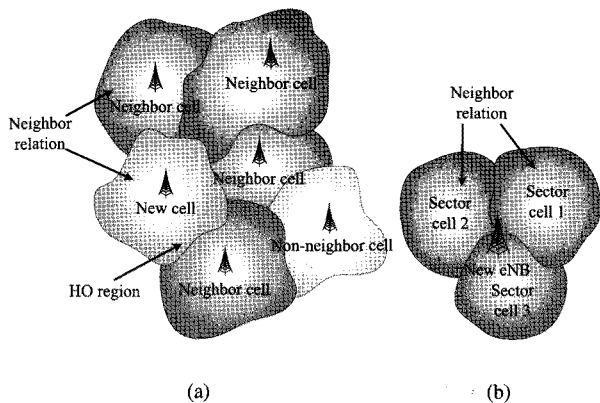 Neighbor cell
Neighbor cell
Neighbor
relation
Neighbor cell
New cell
Non-neighbor cell
HO region
Neighbor cell
(a)
Neighbor
relation
Sector
cell 2
Sector
cell 1
New eNB
Sector
cell 3
(b)